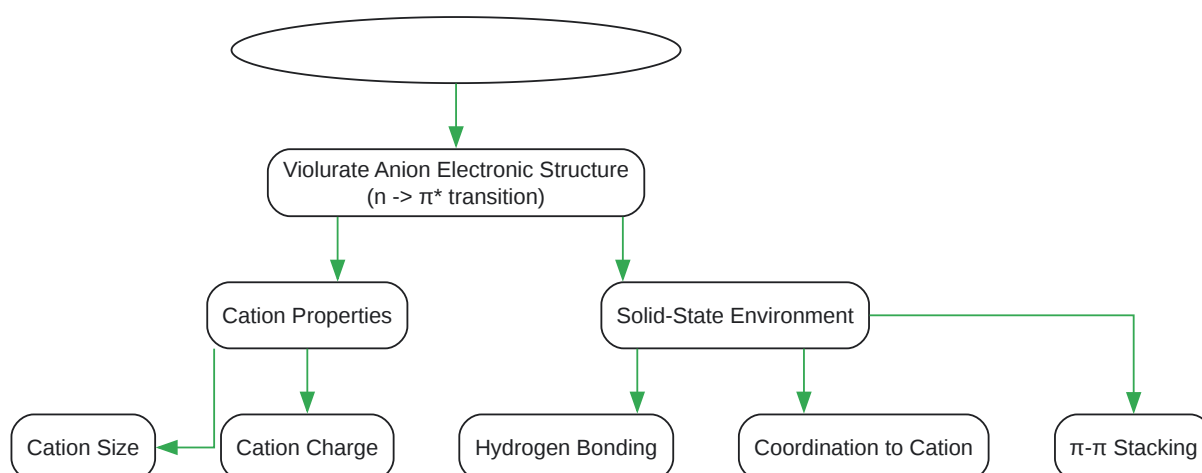 Violurate Anion Electronic Structure
(n -> π* transition)
Cation Properties
Solid-State Environment
Cation Size
Cation Charge
Hydrogen Bonding
Coordination to Cation
π-π Stacking